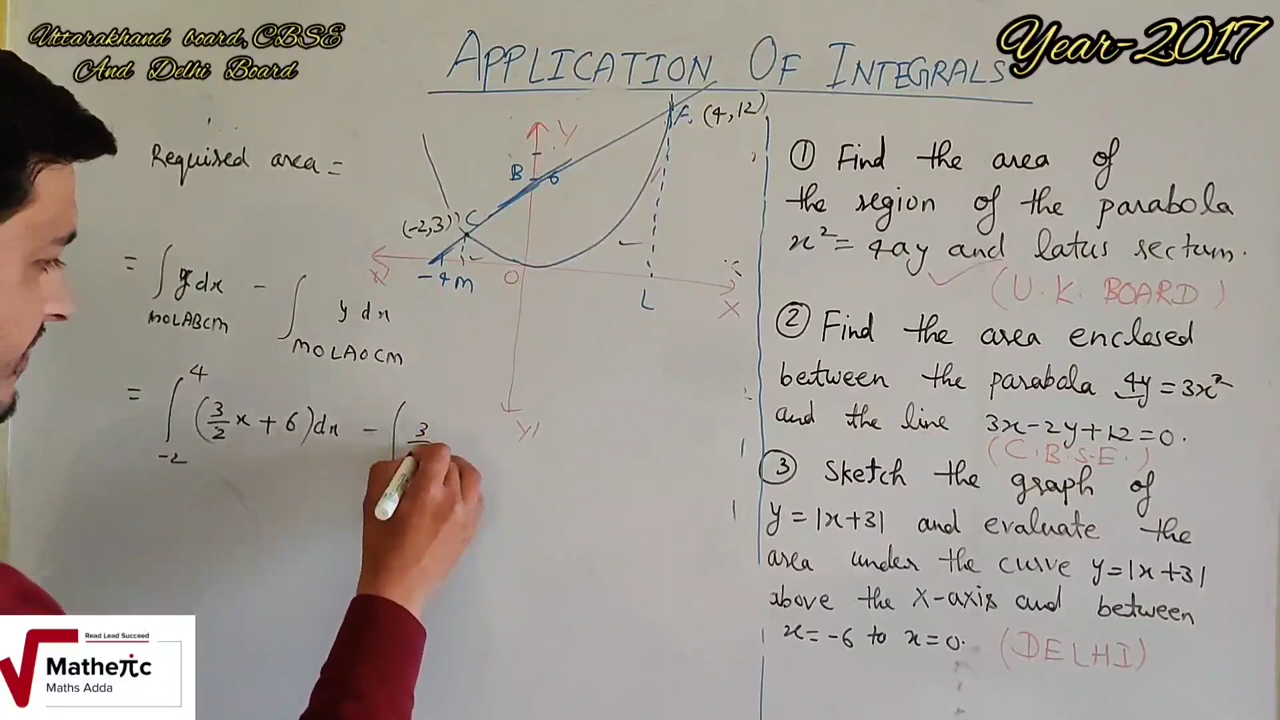 Uttarakhand board, CBSE
And Delhi Board
Year-2017
APPLICATION OF INTEGRALS
Required area =
= ∫ y dx - ∫ y dx
MOLABCM MOLAOCM
= ∫ 4 -2 (3/2 x + 6) dx - ( 3
Y
A (4, 12)
B 6
(-2,3) C
X'
-4 M
O
L
X
Y'
① Find the area of
the region of the parabola
x² = 4ay and latus rectum.
(U.K. BOARD)
② Find the area enclosed
between the parabola 4y = 3x²
and the line 3x-2y+12=0.
(C.B.S.E.)
③ Sketch the graph of
y = |x+3| and evaluate the
area under the curve y=|x+3|
above the X-axis and between
x = -6 to x = 0. (DELHI)
Read Lead Succeed
Matheπc
Maths Adda